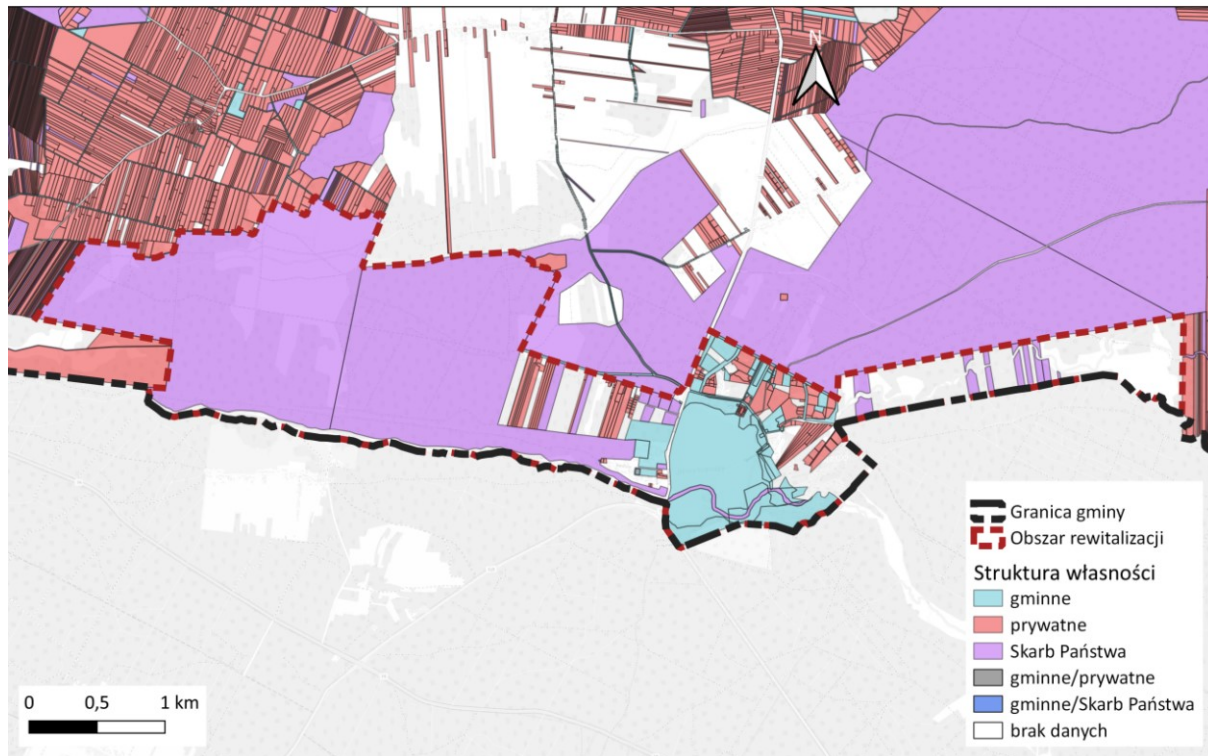 N
Granica gminy
Obszar rewitalizacji
Struktura własności
gminne
prywatne
Skarb Państwa
gminne/prywatne
gminne/Skarb Państwa
brak danych
0 0,5 1 km